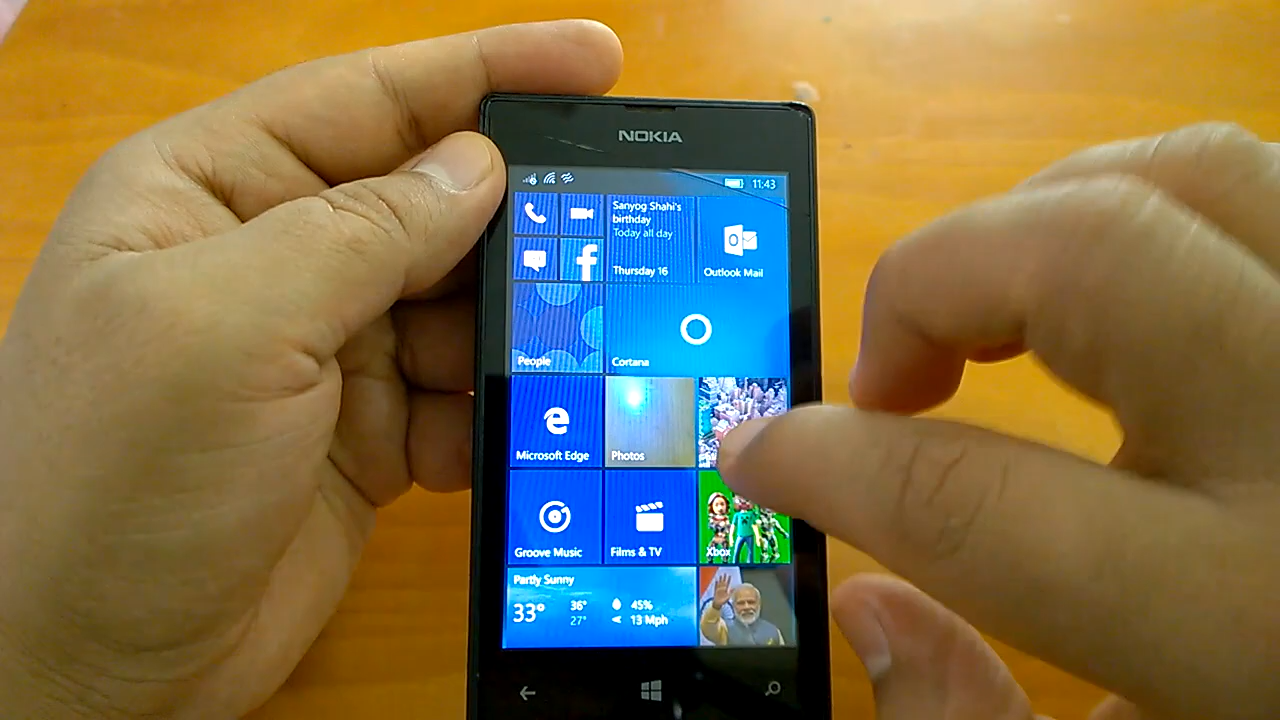 NOKIA
11:43
Sanyog Shahi's
birthday
Today all day
Thursday 16
Outlook Mail
People
Cortana
Microsoft Edge
Photos
Groove Music
Films & TV
Xbox
Partly Sunny
33°
36°
27°
45%
13 Mph